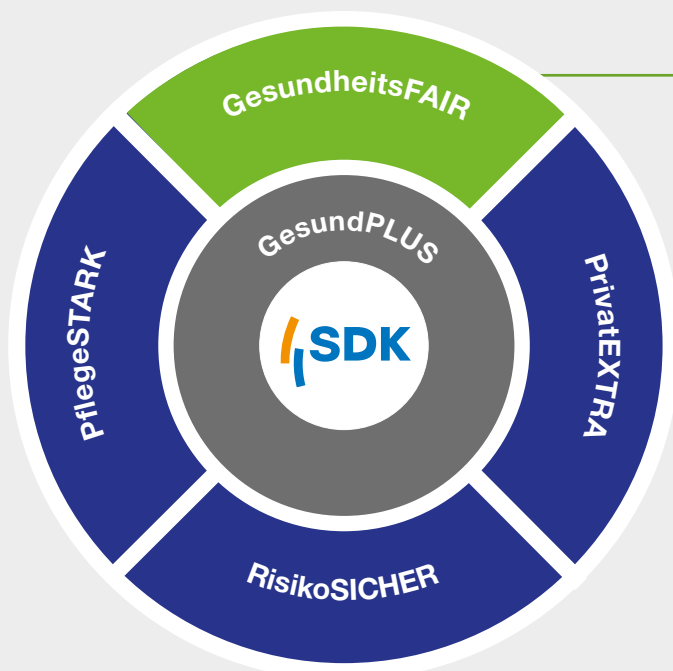 GesundheitsFAIR
GesundPLUS
PflegeSTARK
SDK
PrivatEXTRA
RisikoSICHER